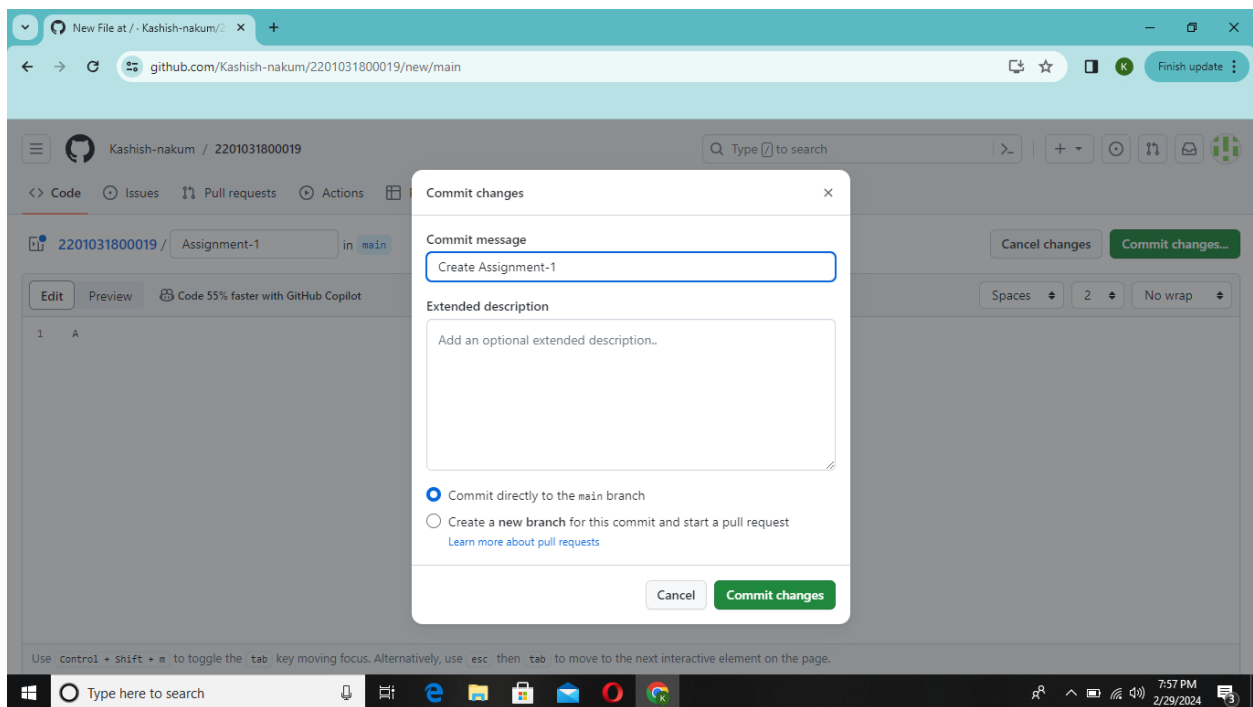 New File at / · Kashish-nakum/2
github.com/Kashish-nakum/2201031800019/new/main
K
Finish update
Kashish-nakum / 2201031800019
Type / to search
<> Code
Issues
Pull requests
Actions
2201031800019 / Assignment-1 in main
Cancel changes
Commit changes...
Edit
Preview
Code 55% faster with GitHub Copilot
Spaces
2
No wrap
1 A
Commit changes
Commit message
Create Assignment-1
Extended description
Add an optional extended description..
Commit directly to the main branch
Create a new branch for this commit and start a pull request
Learn more about pull requests
Cancel
Commit changes
Use Control + Shift + m to toggle the tab key moving focus. Alternatively, use esc then tab to move to the next interactive element on the page.
Type here to search
K
7:57 PM
2/29/2024
3